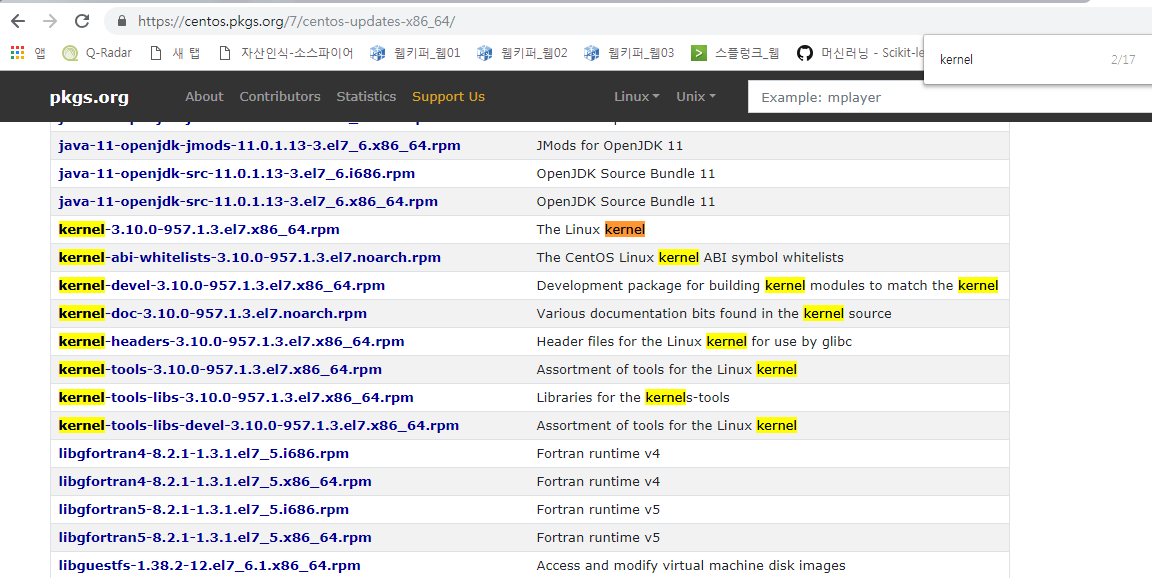 https://centos.pkgs.org/7/centos-updates-x86_64/
앱 Q-Radar 새 탭 자산인식-소스파이어 웹키퍼_웹01 웹키퍼_웹02 웹키퍼_웹03 스플렁크_웹 머신러닝 - Scikit-le
kernel 2/17
pkgs.org About Contributors Statistics Support Us Linux Unix Example: mplayer
java-11-openjdk-jmods-11.0.1.13-3.el7_6.x86_64.rpm JMods for OpenJDK 11
java-11-openjdk-src-11.0.1.13-3.el7_6.i686.rpm OpenJDK Source Bundle 11
java-11-openjdk-src-11.0.1.13-3.el7_6.x86_64.rpm OpenJDK Source Bundle 11
kernel-3.10.0-957.1.3.el7.x86_64.rpm The Linux kernel
kernel-abi-whitelists-3.10.0-957.1.3.el7.noarch.rpm The CentOS Linux kernel ABI symbol whitelists
kernel-devel-3.10.0-957.1.3.el7.x86_64.rpm Development package for building kernel modules to match the kernel
kernel-doc-3.10.0-957.1.3.el7.noarch.rpm Various documentation bits found in the kernel source
kernel-headers-3.10.0-957.1.3.el7.x86_64.rpm Header files for the Linux kernel for use by glibc
kernel-tools-3.10.0-957.1.3.el7.x86_64.rpm Assortment of tools for the Linux kernel
kernel-tools-libs-3.10.0-957.1.3.el7.x86_64.rpm Libraries for the kernels-tools
kernel-tools-libs-devel-3.10.0-957.1.3.el7.x86_64.rpm Assortment of tools for the Linux kernel
libgfortran4-8.2.1-1.3.1.el7_5.i686.rpm Fortran runtime v4
libgfortran4-8.2.1-1.3.1.el7_5.x86_64.rpm Fortran runtime v4
libgfortran5-8.2.1-1.3.1.el7_5.i686.rpm Fortran runtime v5
libgfortran5-8.2.1-1.3.1.el7_5.x86_64.rpm Fortran runtime v5
libguestfs-1.38.2-12.el7_6.1.x86_64.rpm Access and modify virtual machine disk images